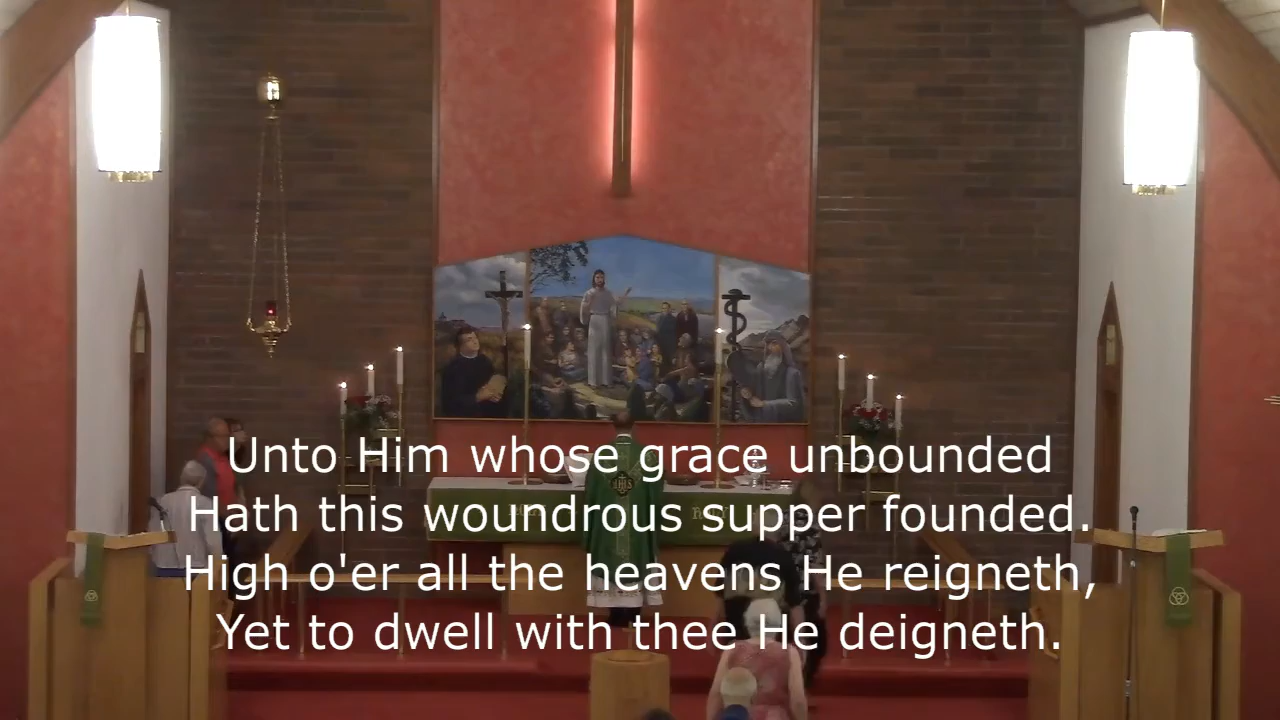 Unto Him whose grace unbounded
Hath this woundrous supper founded.
High o'er all the heavens He reigneth,
Yet to dwell with thee He deigneth.
IHS